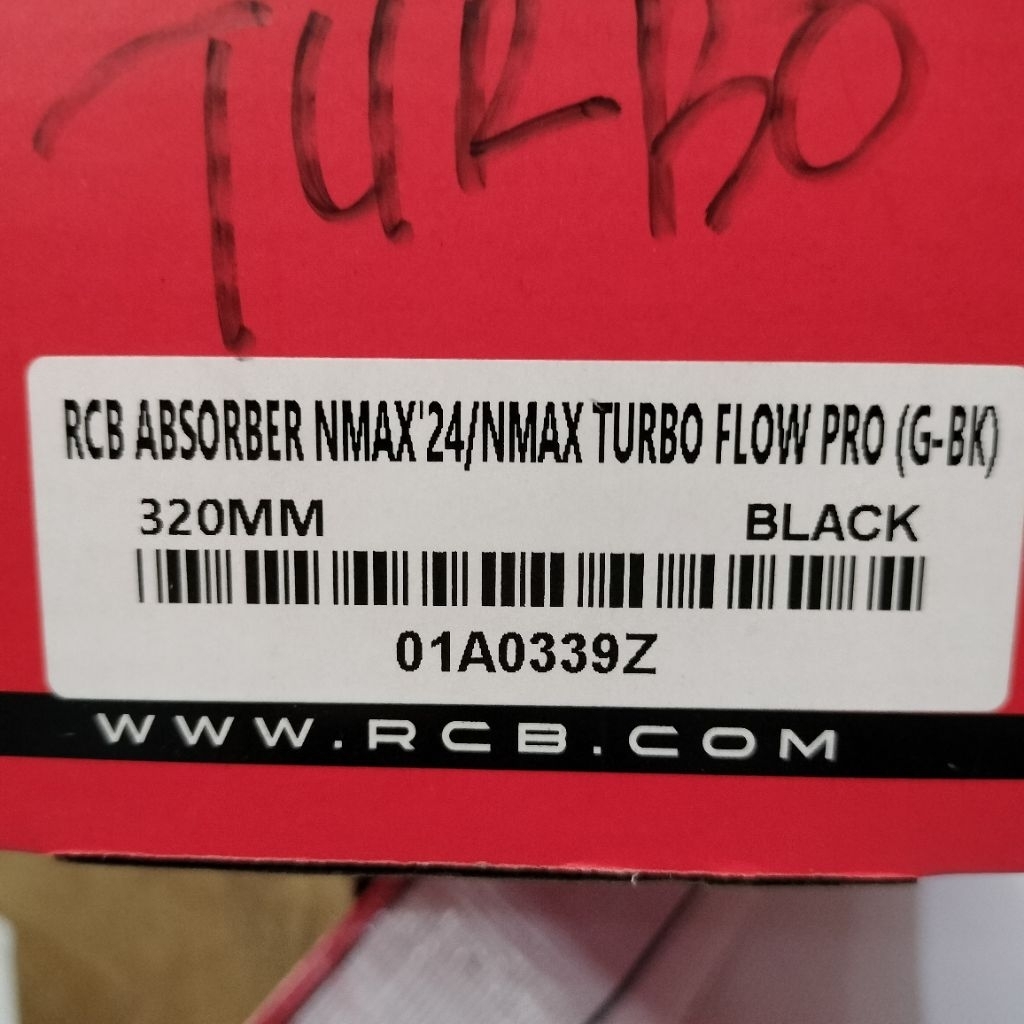 TURBO
RCB ABSORBER NMAX'24/NMAX TURBO FLOW PRO (G-BK)
320MM BLACK
01A0339Z
WWW.RCB.COM